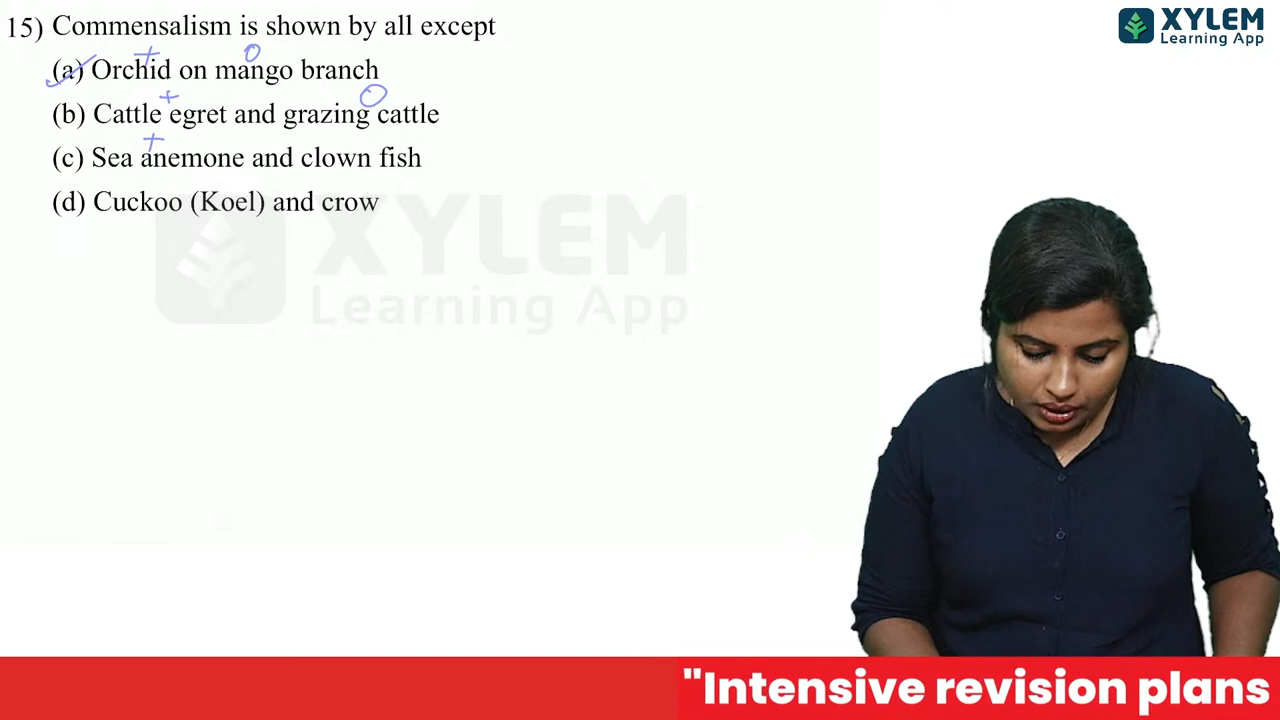 15) Commensalism is shown by all except
(a) Orchid on mango branch
+ O
(b) Cattle egret and grazing cattle
+ O
(c) Sea anemone and clown fish
+
(d) Cuckoo (Koel) and crow
XYLEM
Learning App
XYLEM
Learning App
"Intensive revision plans